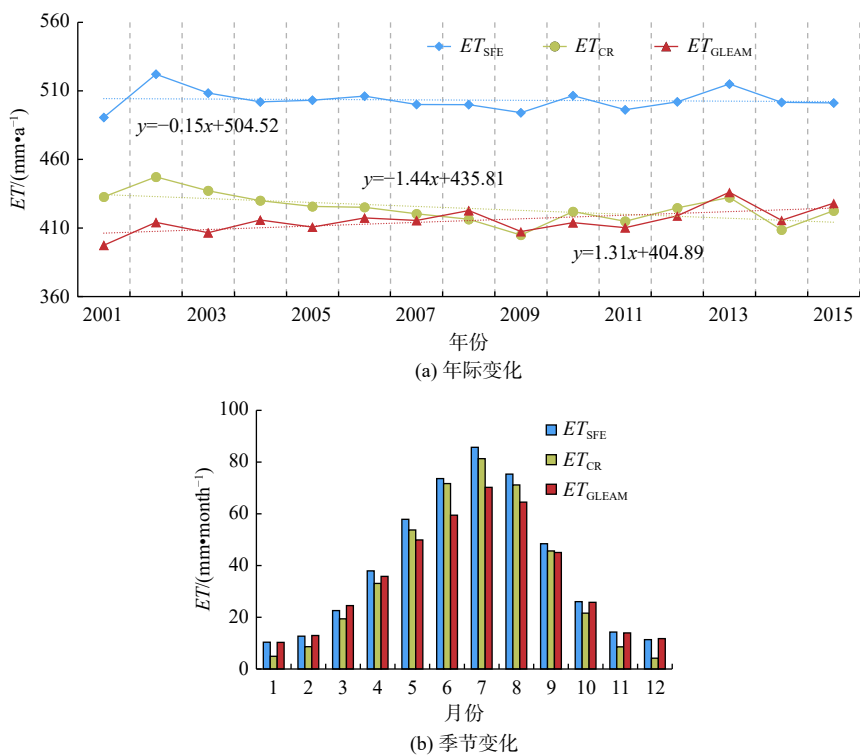 560
510
460
410
360
ET/(mm•a⁻¹)
ET_SFE ET_CR ET_GLEAM
y=−0.15x+504.52
y=−1.44x+435.81
y=1.31x+404.89
2001 2003 2005 2007 2009 2011 2013 2015
年份
(a) 年际变化
100
80
60
40
20
0
ET/(mm•month⁻¹)
ET_SFE
ET_CR
ET_GLEAM
1 2 3 4 5 6 7 8 9 10 11 12
月份
(b) 季节变化